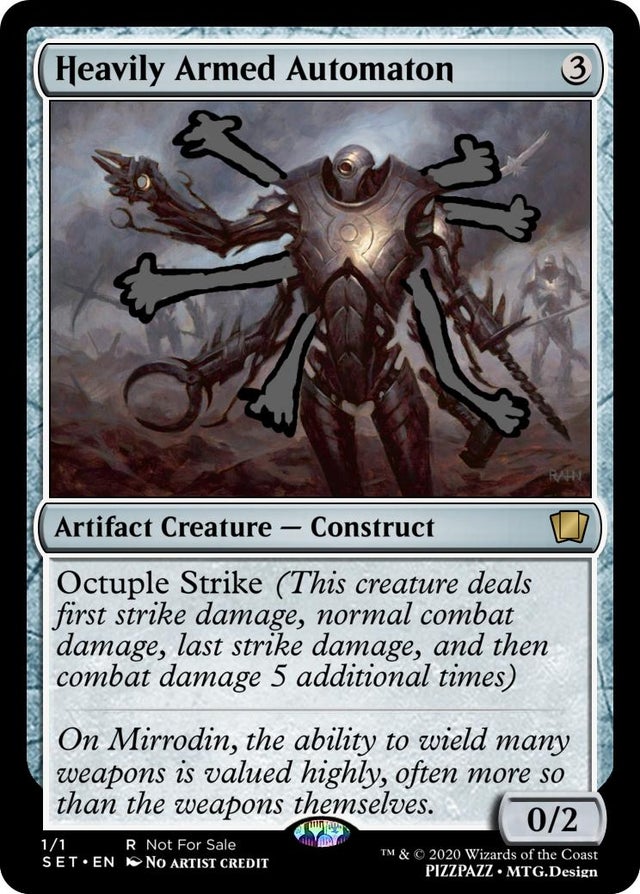 Heavily Armed Automaton 3
RAHN
Artifact Creature — Construct
Octuple Strike (This creature deals
first strike damage, normal combat
damage, last strike damage, and then
combat damage 5 additional times)
On Mirrodin, the ability to wield many
weapons is valued highly, often more so
than the weapons themselves.
0/2
1/1 R Not For Sale
SET • EN No ARTIST CREDIT
™ & © 2020 Wizards of the Coast
PIZZPAZZ • MTG.Design